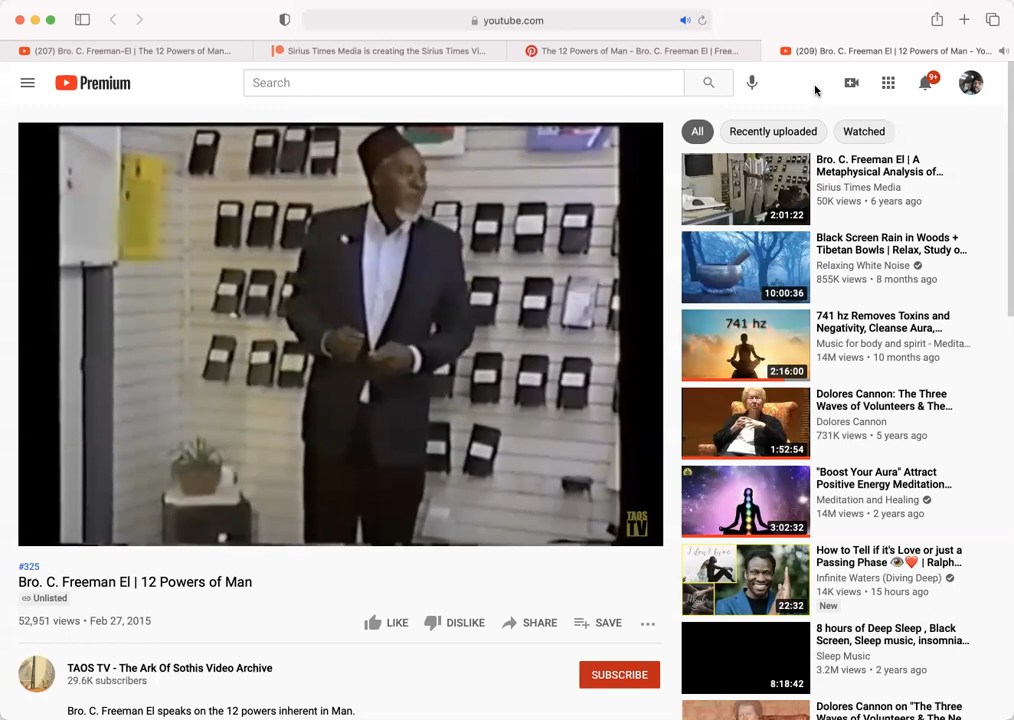 youtube.com
(207) Bro. C. Freeman-El | The 12 Powers of Man...
Sirius Times Media is creating the Sirius Times Vi...
The 12 Powers of Man - Bro. C. Freeman El | Free...
(209) Bro. C. Freeman El | 12 Powers of Man - Yo...
Premium
Search
9+
All
Recently uploaded
Watched
TAOS
TV
#325
Bro. C. Freeman El | 12 Powers of Man
Unlisted
52,951 views • Feb 27, 2015
LIKE
DISLIKE
SHARE
SAVE
TAOS TV - The Ark Of Sothis Video Archive
29.6K subscribers
SUBSCRIBE
Bro. C. Freeman El speaks on the 12 powers inherent in Man.
2:01:22
Bro. C. Freeman El | A
Metaphysical Analysis of...
Sirius Times Media
50K views • 6 years ago
10:00:36
Black Screen Rain in Woods +
Tibetan Bowls | Relax, Study o...
Relaxing White Noise
855K views • 8 months ago
741 hz
2:16:00
741 hz Removes Toxins and
Negativity, Cleanse Aura,...
Music for body and spirit - Medita...
14M views • 10 months ago
1:52:54
Dolores Cannon: The Three
Waves of Volunteers & The...
Dolores Cannon
731K views • 5 years ago
3:02:32
"Boost Your Aura" Attract
Positive Energy Meditation...
Meditation and Healing
14M views • 2 years ago
22:32
How to Tell if it's Love or just a
Passing Phase 👁️❤️ | Ralph...
Infinite Waters (Diving Deep)
14K views • 15 hours ago
New
8:18:42
8 hours of Deep Sleep , Black
Screen, Sleep music, insomnia...
Sleep Music
3.2M views • 2 years ago
Dolores Cannon on "The Three
Waves of Volunteers & The Ne